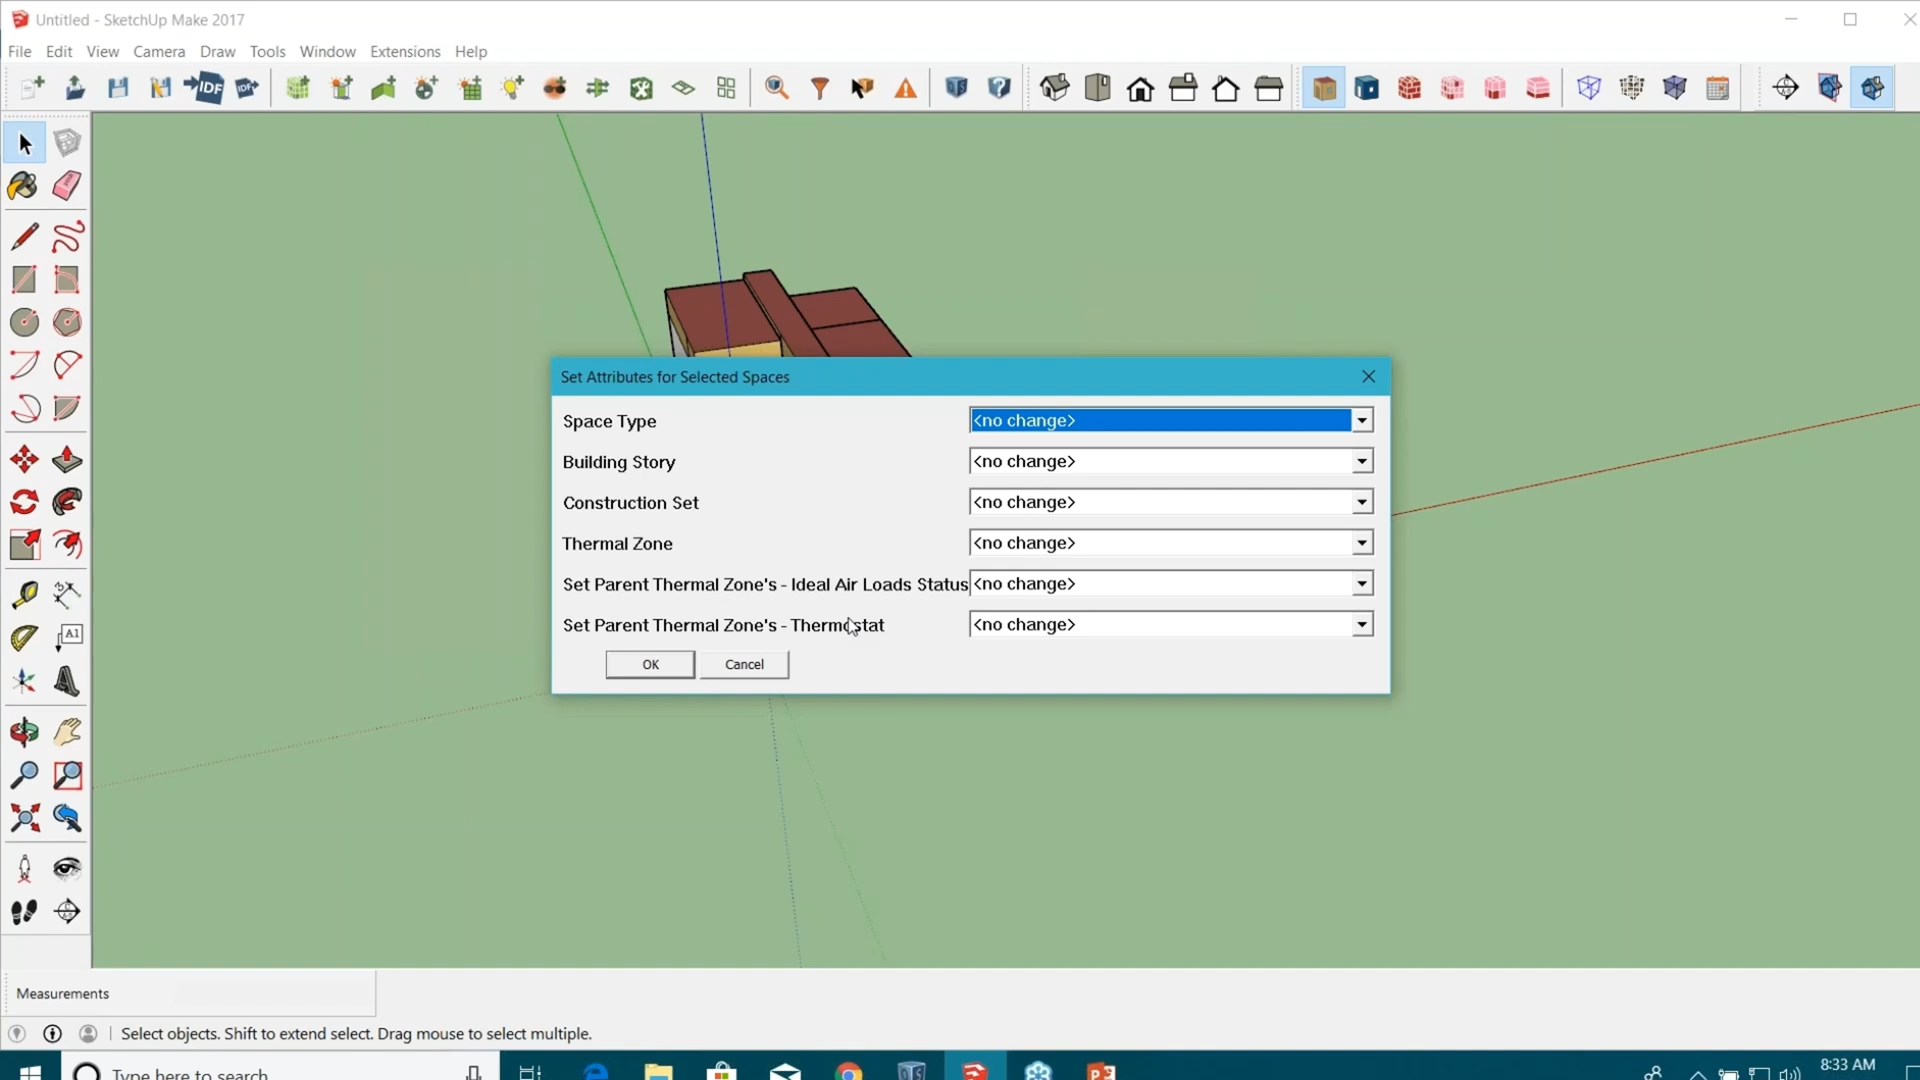 Untitled - SketchUp Make 2017
File Edit View Camera Draw Tools Window Extensions Help
IDF IDF+
Set Attributes for Selected Spaces
Space Type <no change>
Building Story <no change>
Construction Set <no change>
Thermal Zone <no change>
Set Parent Thermal Zone's - Ideal Air Loads Status <no change>
Set Parent Thermal Zone's - Thermostat <no change>
OK Cancel
A1
Measurements
Select objects. Shift to extend select. Drag mouse to select multiple.
Type here to search
8:33 AM